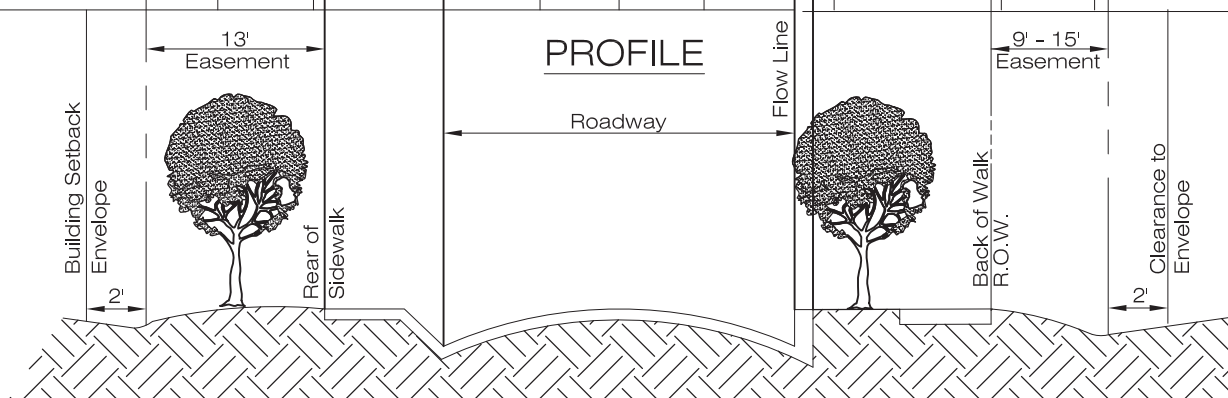 13'
Easement
PROFILE
Flow Line
9' - 15'
Easement
Roadway
Building Setback
Envelope
Rear of
Sidewalk
Back of Walk
R.O.W.
Clearance to
Envelope
2'
2'